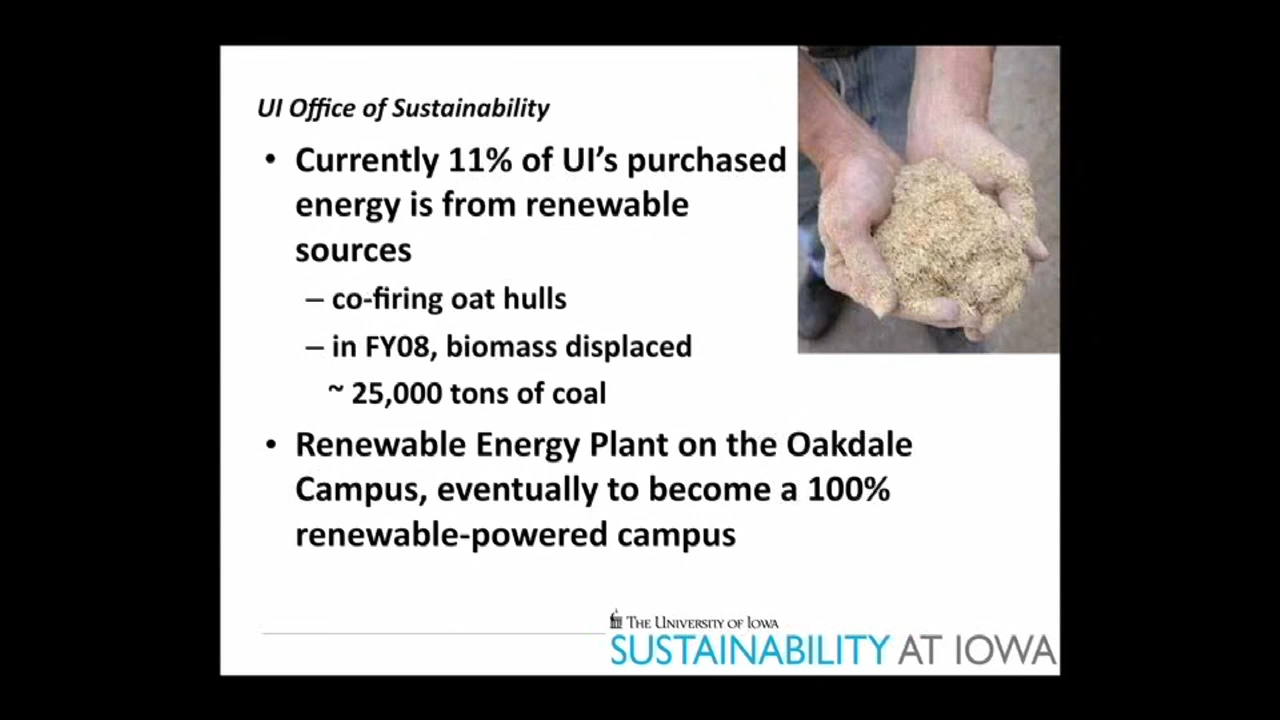 UI Office of Sustainability
• Currently 11% of UI’s purchased
energy is from renewable
sources
– co-firing oat hulls
– in FY08, biomass displaced
~ 25,000 tons of coal
• Renewable Energy Plant on the Oakdale
Campus, eventually to become a 100%
renewable-powered campus
THE UNIVERSITY OF IOWA
SUSTAINABILITY AT IOWA